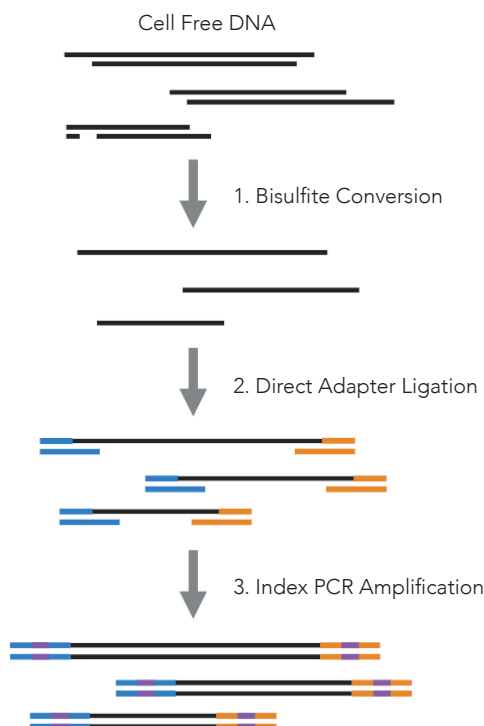 Cell Free DNA
1. Bisulfite Conversion
2. Direct Adapter Ligation
3. Index PCR Amplification